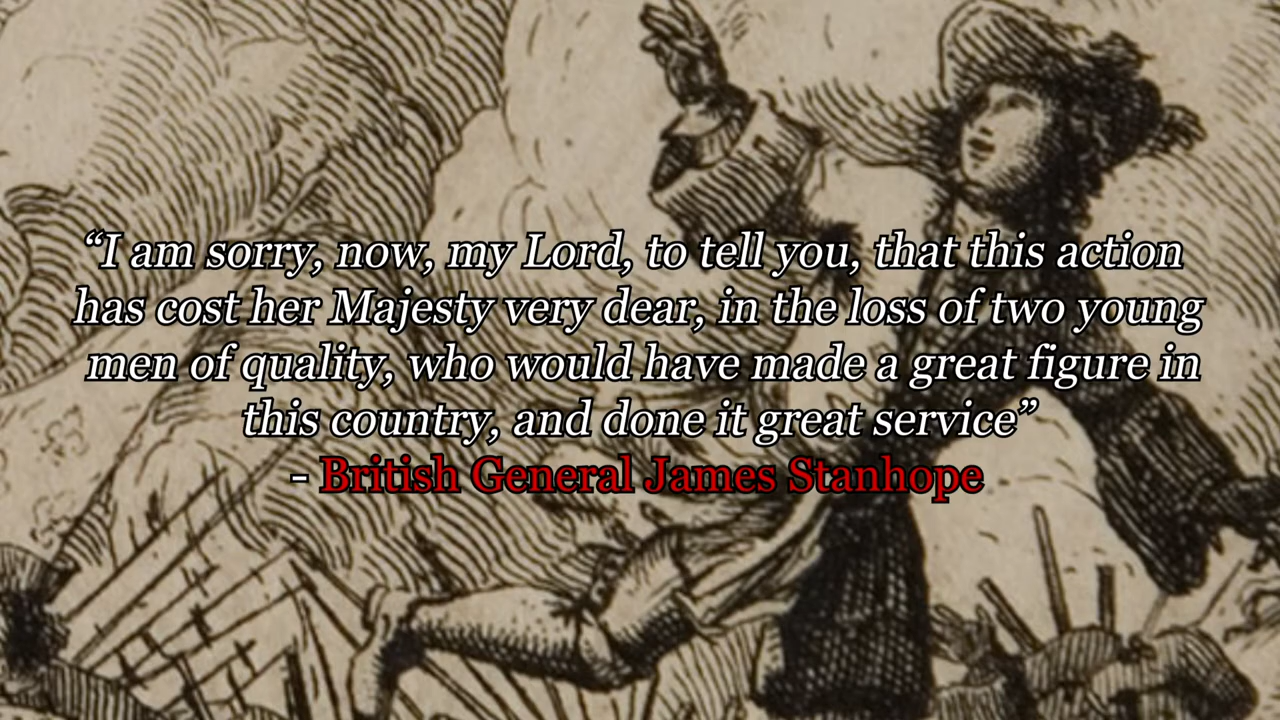 “I am sorry, now, my Lord, to tell you, that this action
has cost her Majesty very dear, in the loss of two young
men of quality, who would have made a great figure in
this country, and done it great service”
- British General James Stanhope